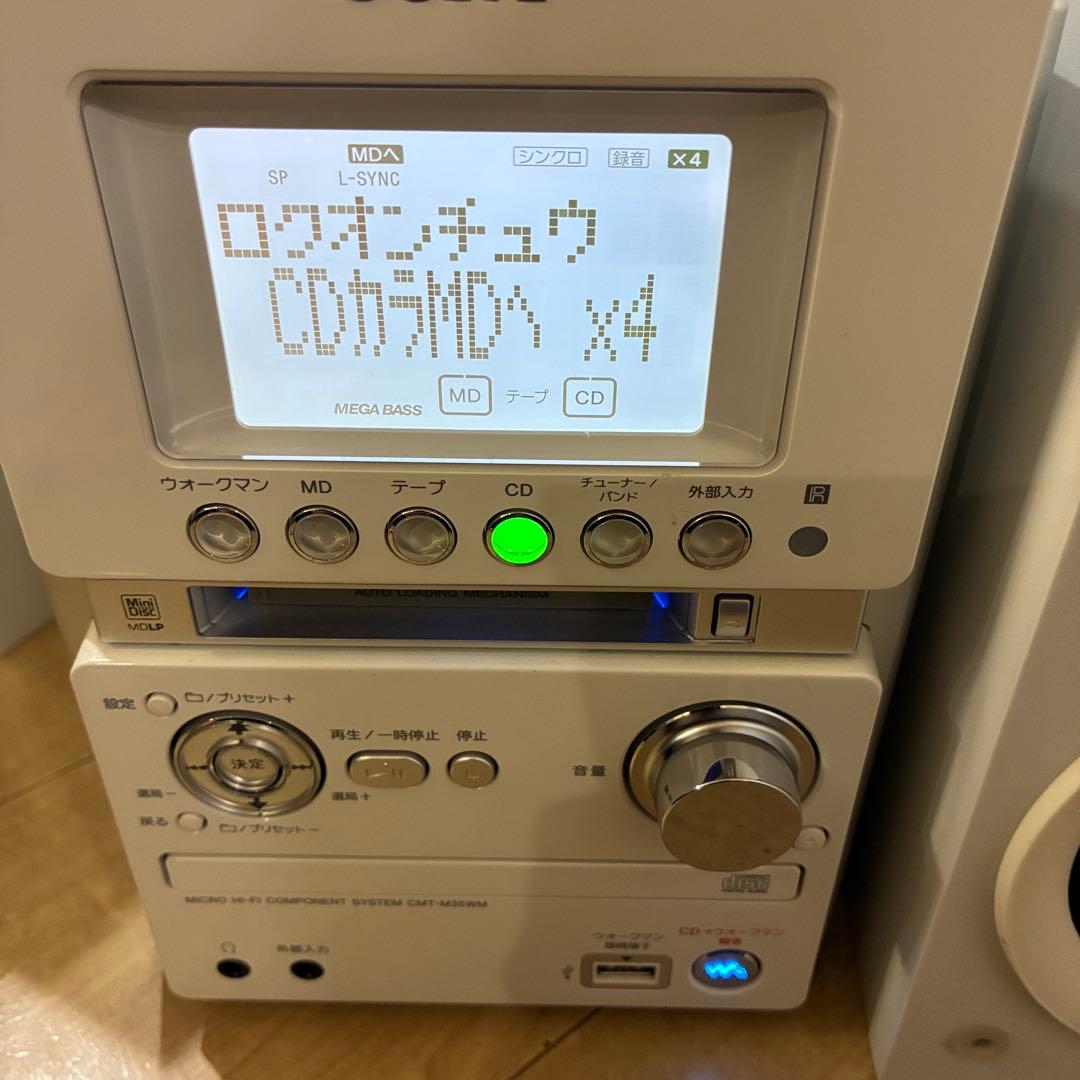 MDへ シンクロ 録音 ×4
SP L-SYNC
ロクオンチュウ
CDカラMDヘ x4
MEGA BASS MD テープ CD
ウォークマン MD テープ CD チューナー/バンド 外部入力 R
Mini Disc MDLP
AUTO LOADING MECHANISM
設定 /プリセット+
再生/一時停止 停止
決定
音量
選局- 選局+
戻る /プリセット-
disc
MICRO HI-FI COMPONENT SYSTEM CMT-M35WM
外部入力
ウォークマン接続端子
CD→ウォークマン録音